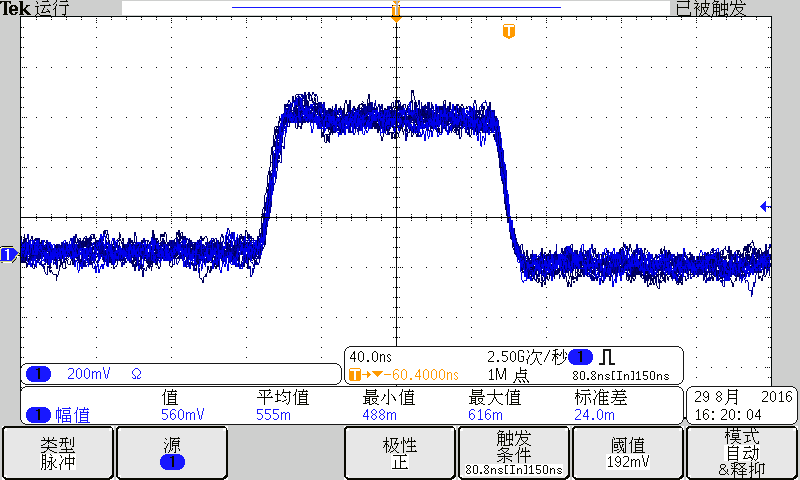 Tek 运行
T
已被触发
T
1
1 200mV Ω
40.0ns 2.50G次/秒 1
T→▼-60.4000ns 1M 点 80.8ns[In]150ns
值 平均值 最小值 最大值 标准差
1 幅值 560mV 555m 488m 616m 24.0m
29 8月 2016
16:20:04
类型
脉冲
源
1
极性
正
触发
条件
80.8ns[In]150ns
阈值
192mV
模式
自动
&释抑